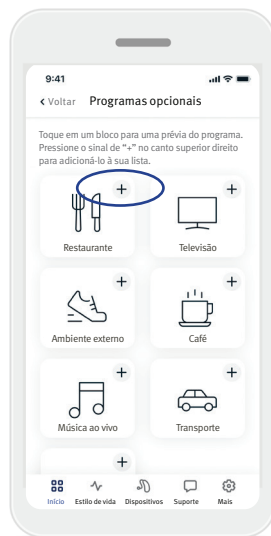 9:41
< Voltar Programas opcionais
Toque em um bloco para uma prévia do programa.
Pressione o sinal de "+" no canto superior direito
para adicioná-lo à sua lista.
+ +
Restaurante Televisão
+ +
Ambiente externo Café
+ +
Música ao vivo Transporte
+
Início Estilo de vida Dispositivos Suporte Mais